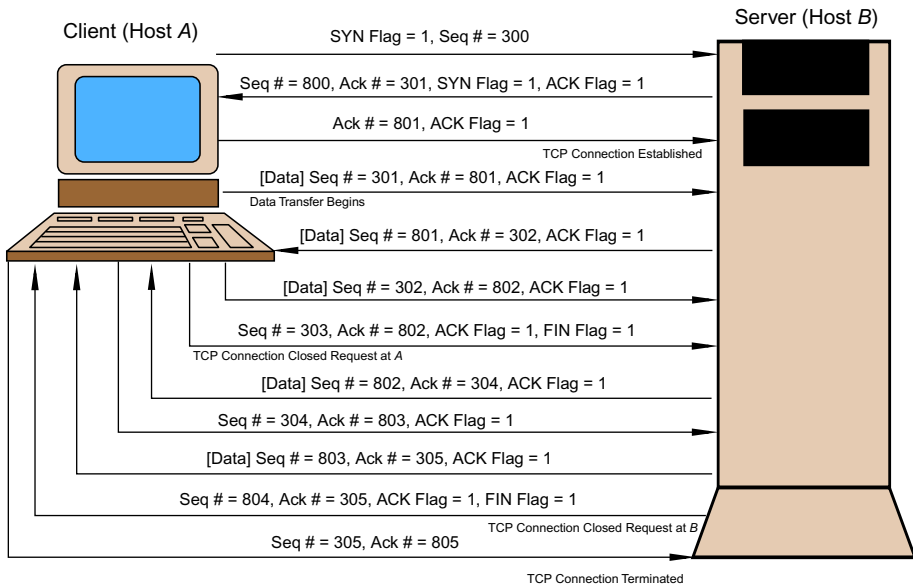 Client (Host A)
Server (Host B)
SYN Flag = 1, Seq # = 300
Seq # = 800, Ack # = 301, SYN Flag = 1, ACK Flag = 1
Ack # = 801, ACK Flag = 1
TCP Connection Established
[Data] Seq # = 301, Ack # = 801, ACK Flag = 1
Data Transfer Begins
[Data] Seq # = 801, Ack # = 302, ACK Flag = 1
[Data] Seq # = 302, Ack # = 802, ACK Flag = 1
Seq # = 303, Ack # = 802, ACK Flag = 1, FIN Flag = 1
TCP Connection Closed Request at A
[Data] Seq # = 802, Ack # = 304, ACK Flag = 1
Seq # = 304, Ack # = 803, ACK Flag = 1
[Data] Seq # = 803, Ack # = 305, ACK Flag = 1
Seq # = 804, Ack # = 305, ACK Flag = 1, FIN Flag = 1
TCP Connection Closed Request at B
Seq # = 305, Ack # = 805
TCP Connection Terminated